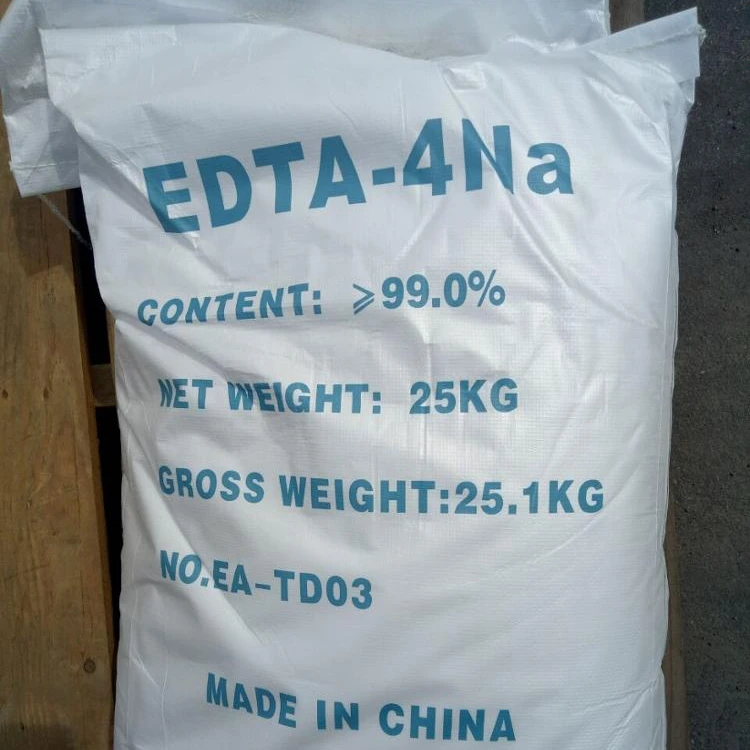 EDTA-4Na
CONTENT: ⩾99.0%
NET WEIGHT: 25KG
GROSS WEIGHT:25.1KG
NO.EA-TD03
MADE IN CHINA